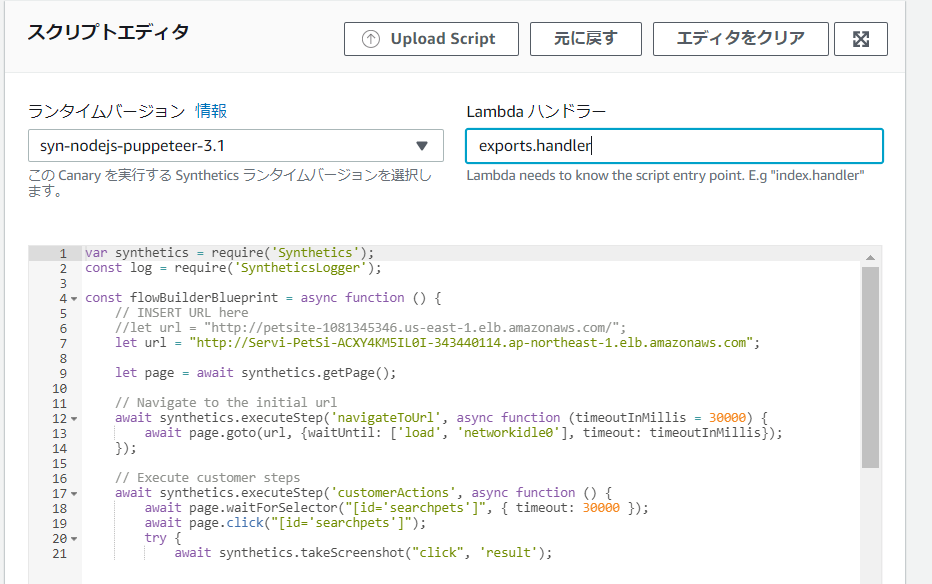 スクリプトエディタ
Upload Script
元に戻す
エディタをクリア
ランタイムバージョン 情報
Lambda ハンドラー
syn-nodejs-puppeteer-3.1
exports.handler
この Canary を実行する Synthetics ランタイムバージョンを選択し
ます。
Lambda needs to know the script entry point. E.g "index.handler"
1 var synthetics = require('Synthetics');
2 const log = require('SyntheticsLogger');
3
4 const flowBuilderBlueprint = async function () {
5 // INSERT URL here
6 //let url = "http://petsite-1081345346.us-east-1.elb.amazonaws.com/";
7 let url = "http://Servi-PetSi-ACXY4KM5IL0I-343440114.ap-northeast-1.elb.amazonaws.com";
8
9 let page = await synthetics.getPage();
10
11 // Navigate to the initial url
12 await synthetics.executeStep('navigateToUrl', async function (timeoutInMillis = 30000) {
13 await page.goto(url, {waitUntil: ['load', 'networkidle0'], timeout: timeoutInMillis});
14 });
15
16 // Execute customer steps
17 await synthetics.executeStep('customerActions', async function () {
18 await page.waitForSelector("[id='searchpets']", { timeout: 30000 });
19 await page.click("[id='searchpets']");
20 try {
21 await synthetics.takeScreenshot("click", 'result');